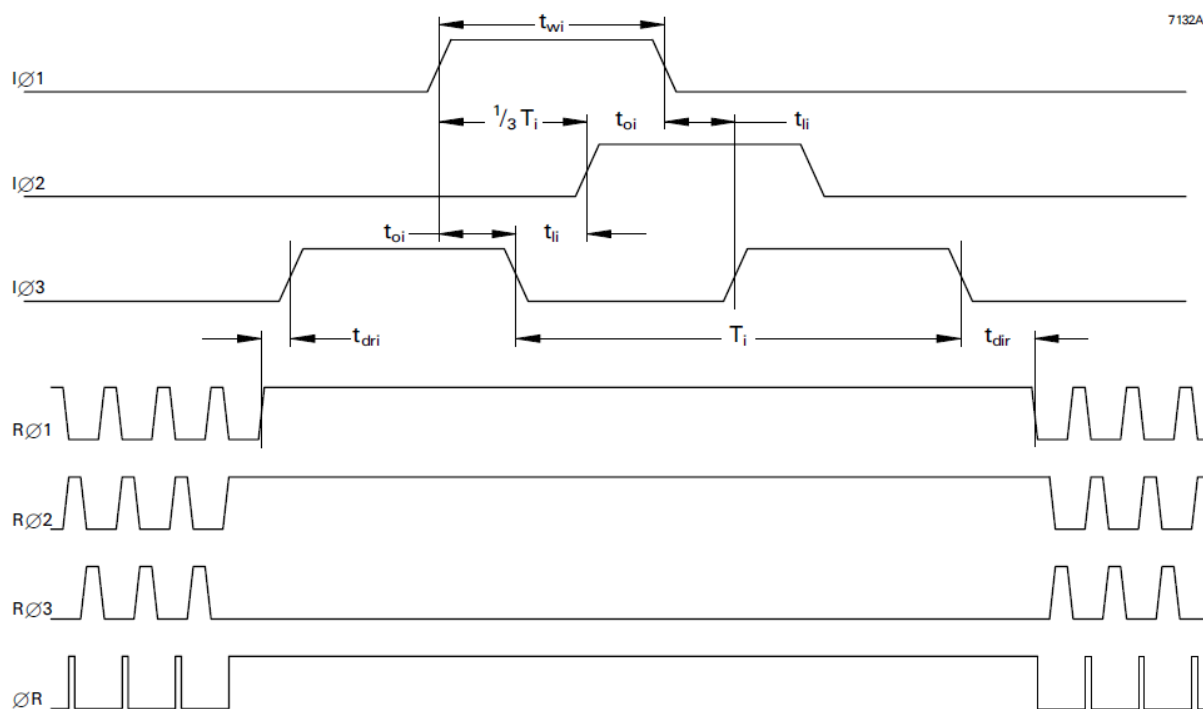 7132A
t_wi
IØ1
1/3 T_i t_oi t_li
IØ2
t_oi t_li
IØ3
t_dri T_i t_dir
RØ1
RØ2
RØ3
ØR